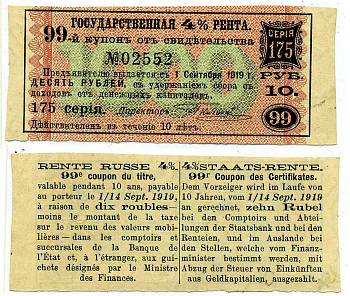 ГОСУДАРСТВЕННАЯ 4% РЕНТА.
99-й купонъ отъ свидѣтельства
№02552
СЕРІЯ
175
Предъявителю выдается съ 1 Сентября 1919 г.
ДЕСЯТЬ РУБЛЕЙ, съ удержаніемъ сбора съ
доходовъ отъ денежныхъ капиталовъ.
РУБ.
10.
175 серія. Директоръ
99
Дѣйствителенъ въ теченіе 10 лѣтъ.
RENTE RUSSE 4%
99e coupon du titre,
valable pendant 10 ans, payable
au porteur le 1/14 Sept. 1919,
à raison de dix roubles—
moins le montant de la taxe
sur le revenu des valeurs mobi-
lières — dans les comptoirs et
succursales de la Banque de
l'État et, à l'étranger, aux gui-
chets désignés par le Ministre
des Finances.
4% STAATS-RENTE.
99r Coupon des Certificates.
Dem Vorzeiger wird im Laufe von
10 Jahren, vom 1/14 Sept. 1919
an gerechnet, zehn Rubel
bei den Comptoirs und Abtei-
lungen der Staatsbank und bei den
Renteien, und im Auslande bei
den Stellen, welche vom Finanz-
minister bestimmt werden, mit
Abzug der Steuer von Einkünften
aus Geldkapitalien, ausgezahlt.